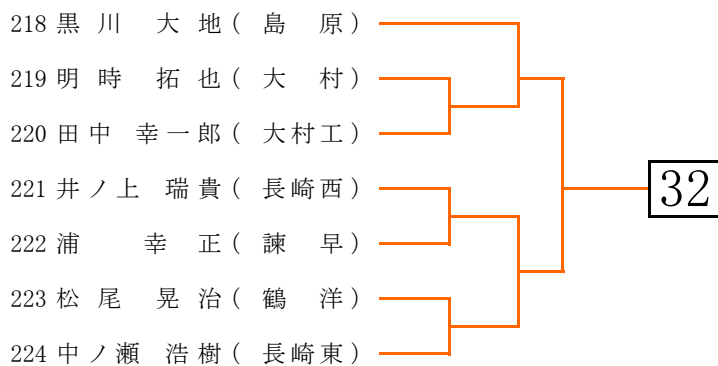 218 黒川 大地(島原)
219 明時 拓也(大村)
220 田中 幸一郎(大村工)
221 井ノ上 瑞貴(長崎西)
222 浦 幸正(諫早)
223 松尾 晃治(鶴洋)
224 中ノ瀬 浩樹(長崎東)
32